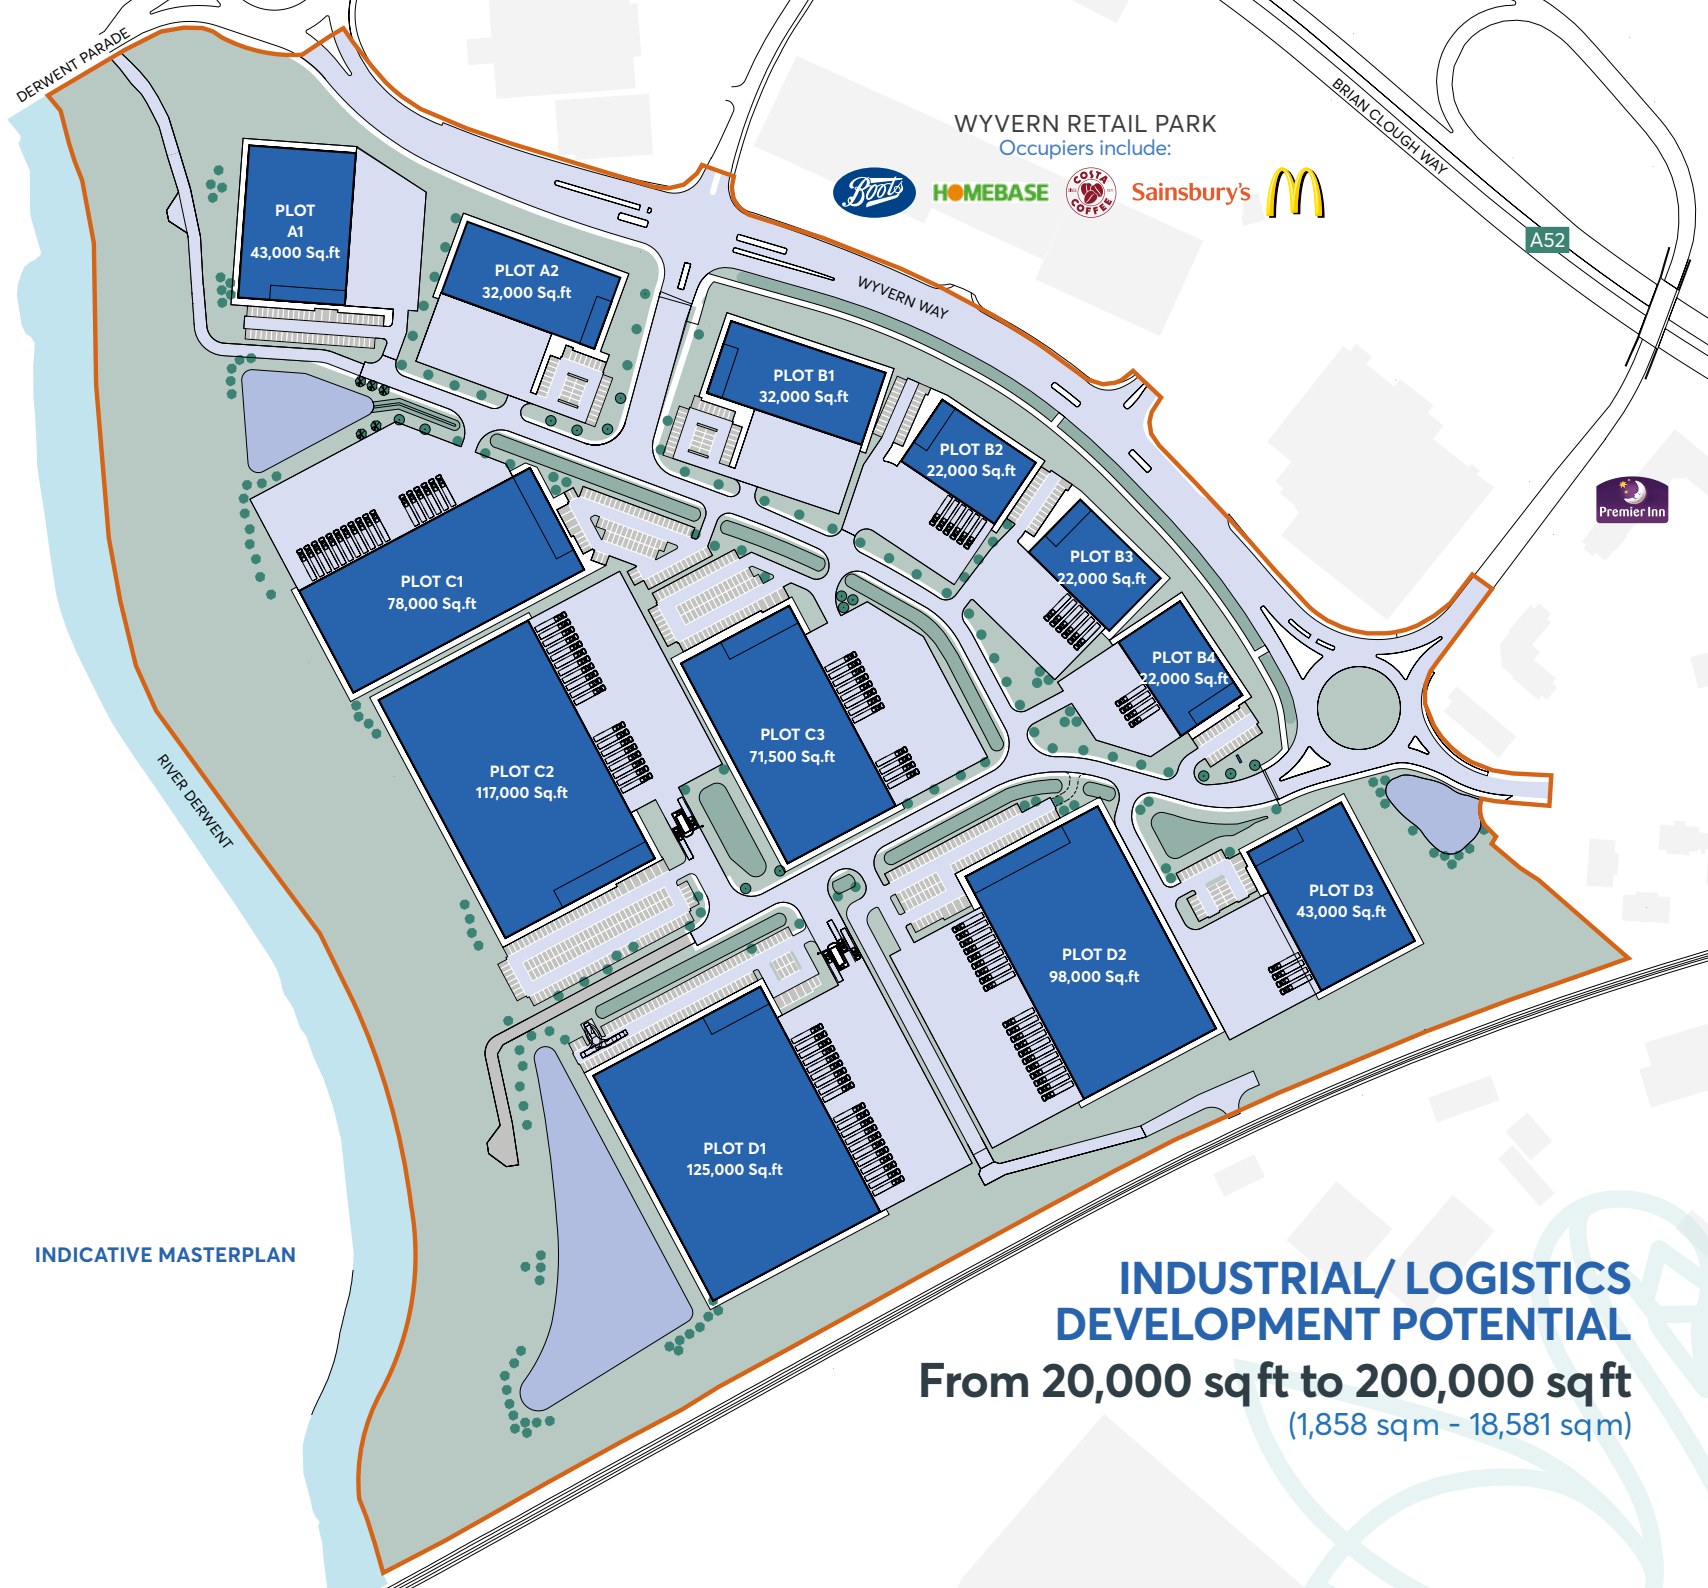 DERWENT PARADE
WYVERN RETAIL PARK
Occupiers include:
Boots
HOMEBASE
COSTA
COFFEE
Sainsbury's
BRIAN CLOUGH WAY
A52
WYVERN WAY
Premier Inn
PLOT
A1
43,000 Sq.ft
PLOT A2
32,000 Sq.ft
PLOT B1
32,000 Sq.ft
PLOT B2
22,000 Sq.ft
PLOT B3
22,000 Sq.ft
PLOT B4
22,000 Sq.ft
PLOT C1
78,000 Sq.ft
PLOT C2
117,000 Sq.ft
PLOT C3
71,500 Sq.ft
PLOT D3
43,000 Sq.ft
PLOT D2
98,000 Sq.ft
PLOT D1
125,000 Sq.ft
RIVER DERWENT
INDICATIVE MASTERPLAN
INDUSTRIAL/ LOGISTICS
DEVELOPMENT POTENTIAL
From 20,000 sq ft to 200,000 sq ft
(1,858 sq m - 18,581 sq m)